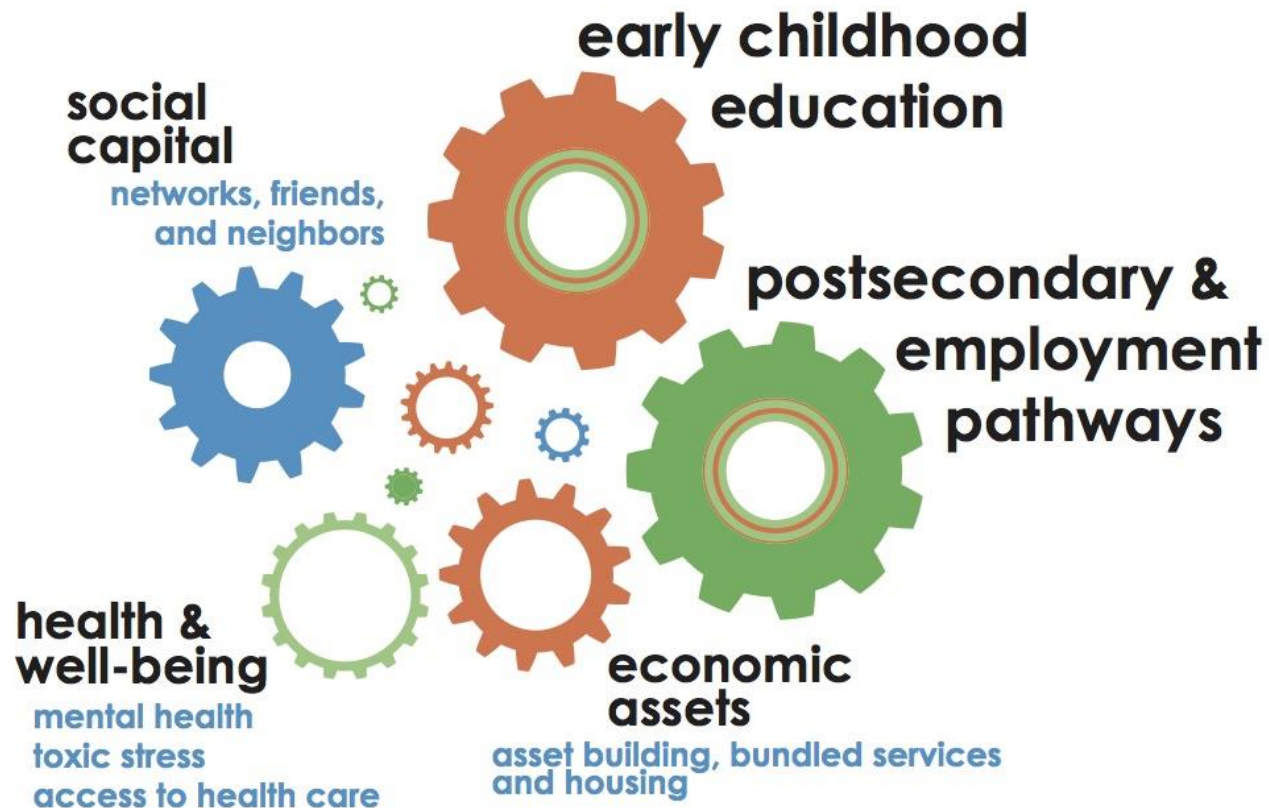 early childhood
education
social
capital
networks, friends,
and neighbors
postsecondary &
employment
pathways
health &
well-being
mental health
toxic stress
access to health care
economic
assets
asset building, bundled services
and housing